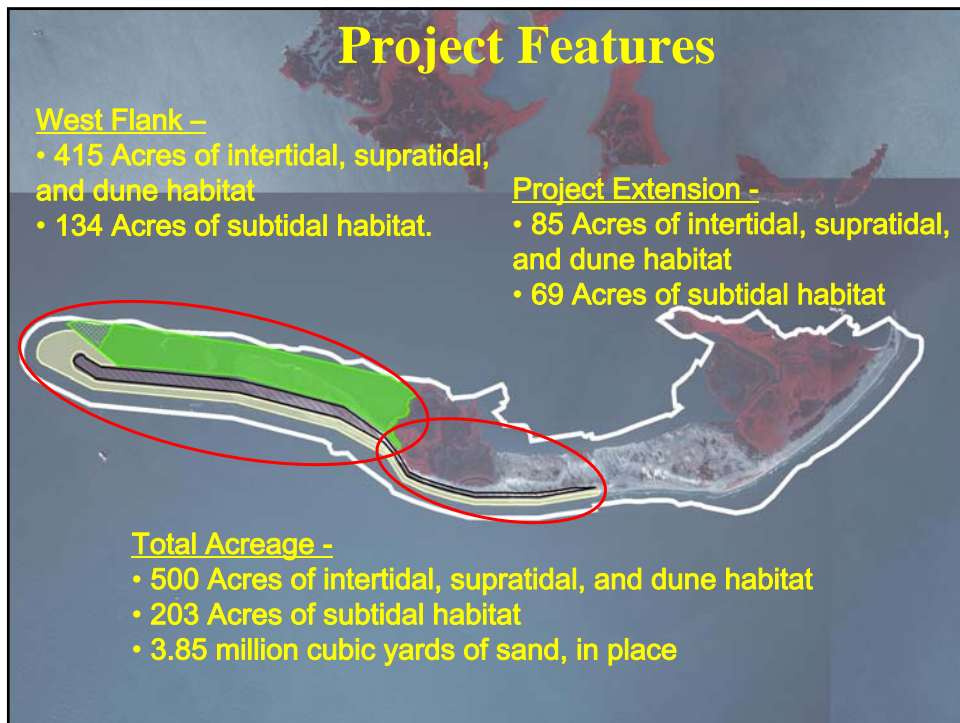 Project Features
West Flank –
• 415 Acres of intertidal, supratidal,
and dune habitat
• 134 Acres of subtidal habitat.
Project Extension -
• 85 Acres of intertidal, supratidal,
and dune habitat
• 69 Acres of subtidal habitat
Total Acreage -
• 500 Acres of intertidal, supratidal, and dune habitat
• 203 Acres of subtidal habitat
• 3.85 million cubic yards of sand, in place